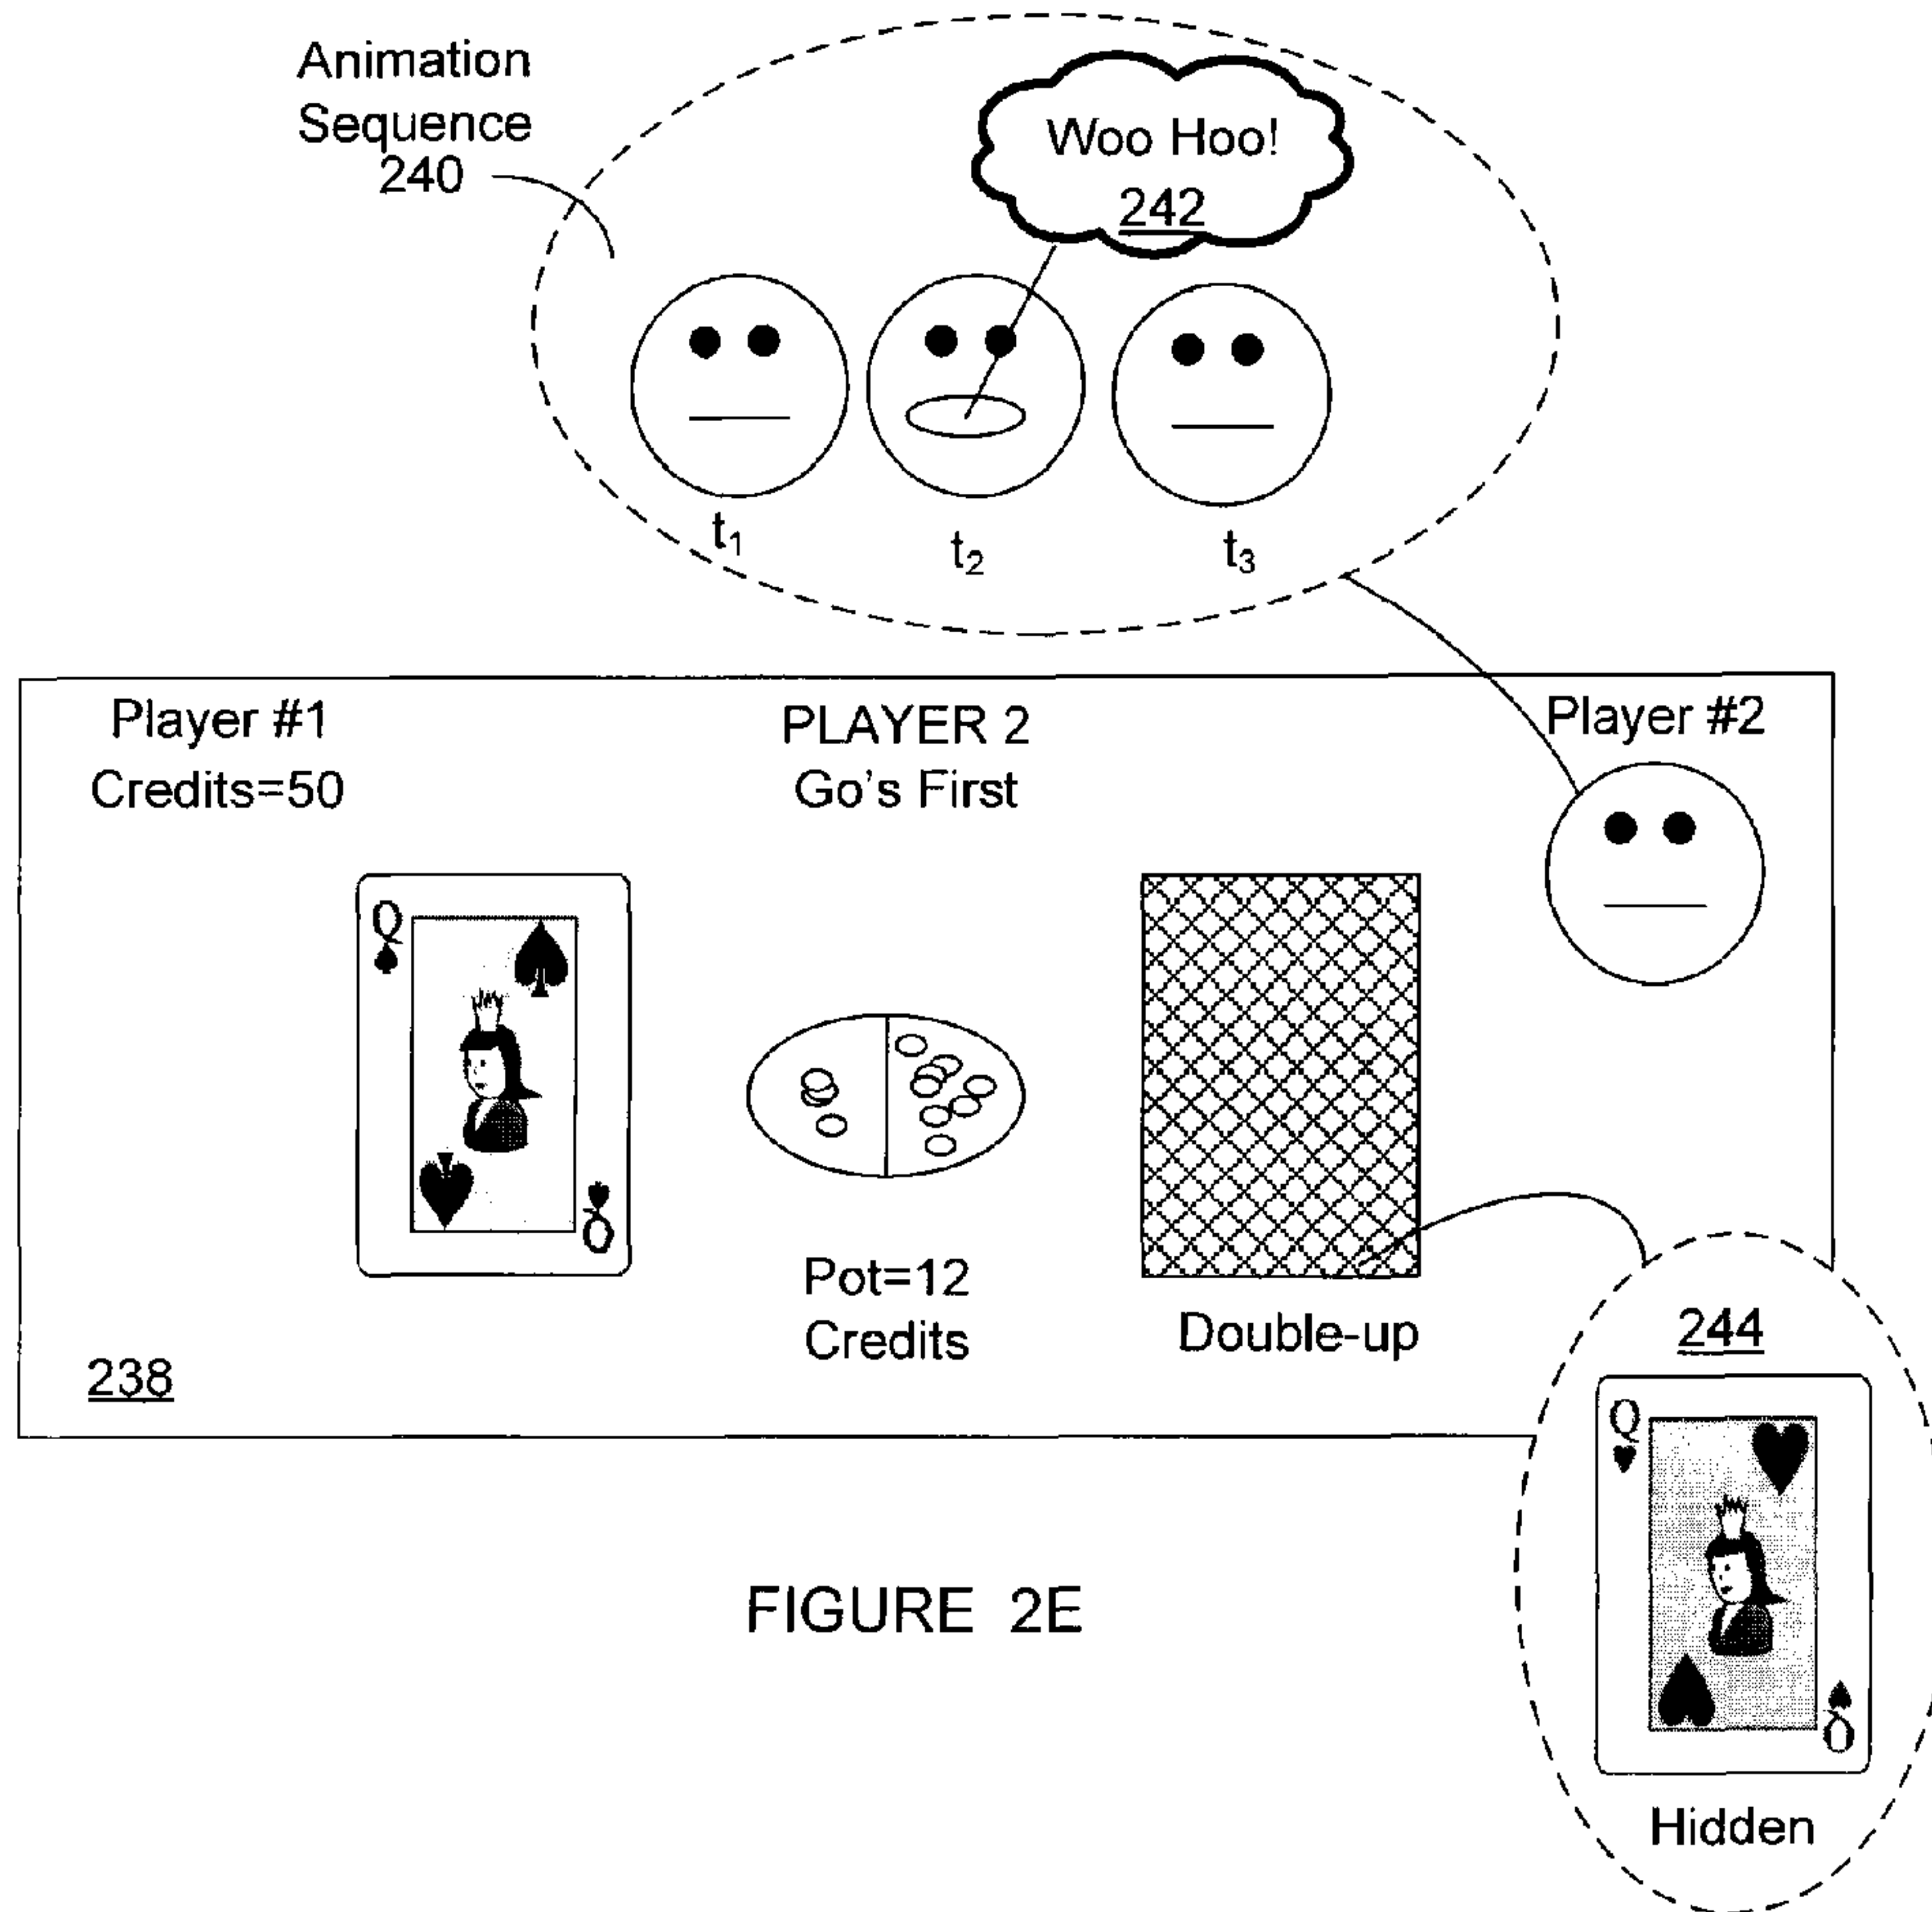 Animation
Sequence
240
Woo Hoo!
242
t1
t2
t3
Player #1
Credits=50
PLAYER 2
Go's First
Player #2
Q
Q
Pot=12
Credits
Double-up
238
244
Q
Q
Hidden
FIGURE 2E